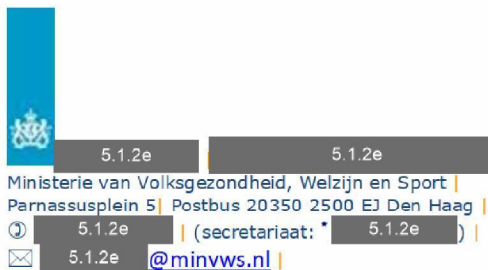 5.1.2e | 5.1.2e
Ministerie van Volksgezondheid, Welzijn en Sport |
Parnassusplein 5| Postbus 20350 2500 EJ Den Haag |
5.1.2e | (secretariaat: * 5.1.2e ) |
5.1.2e @minvws.nl |